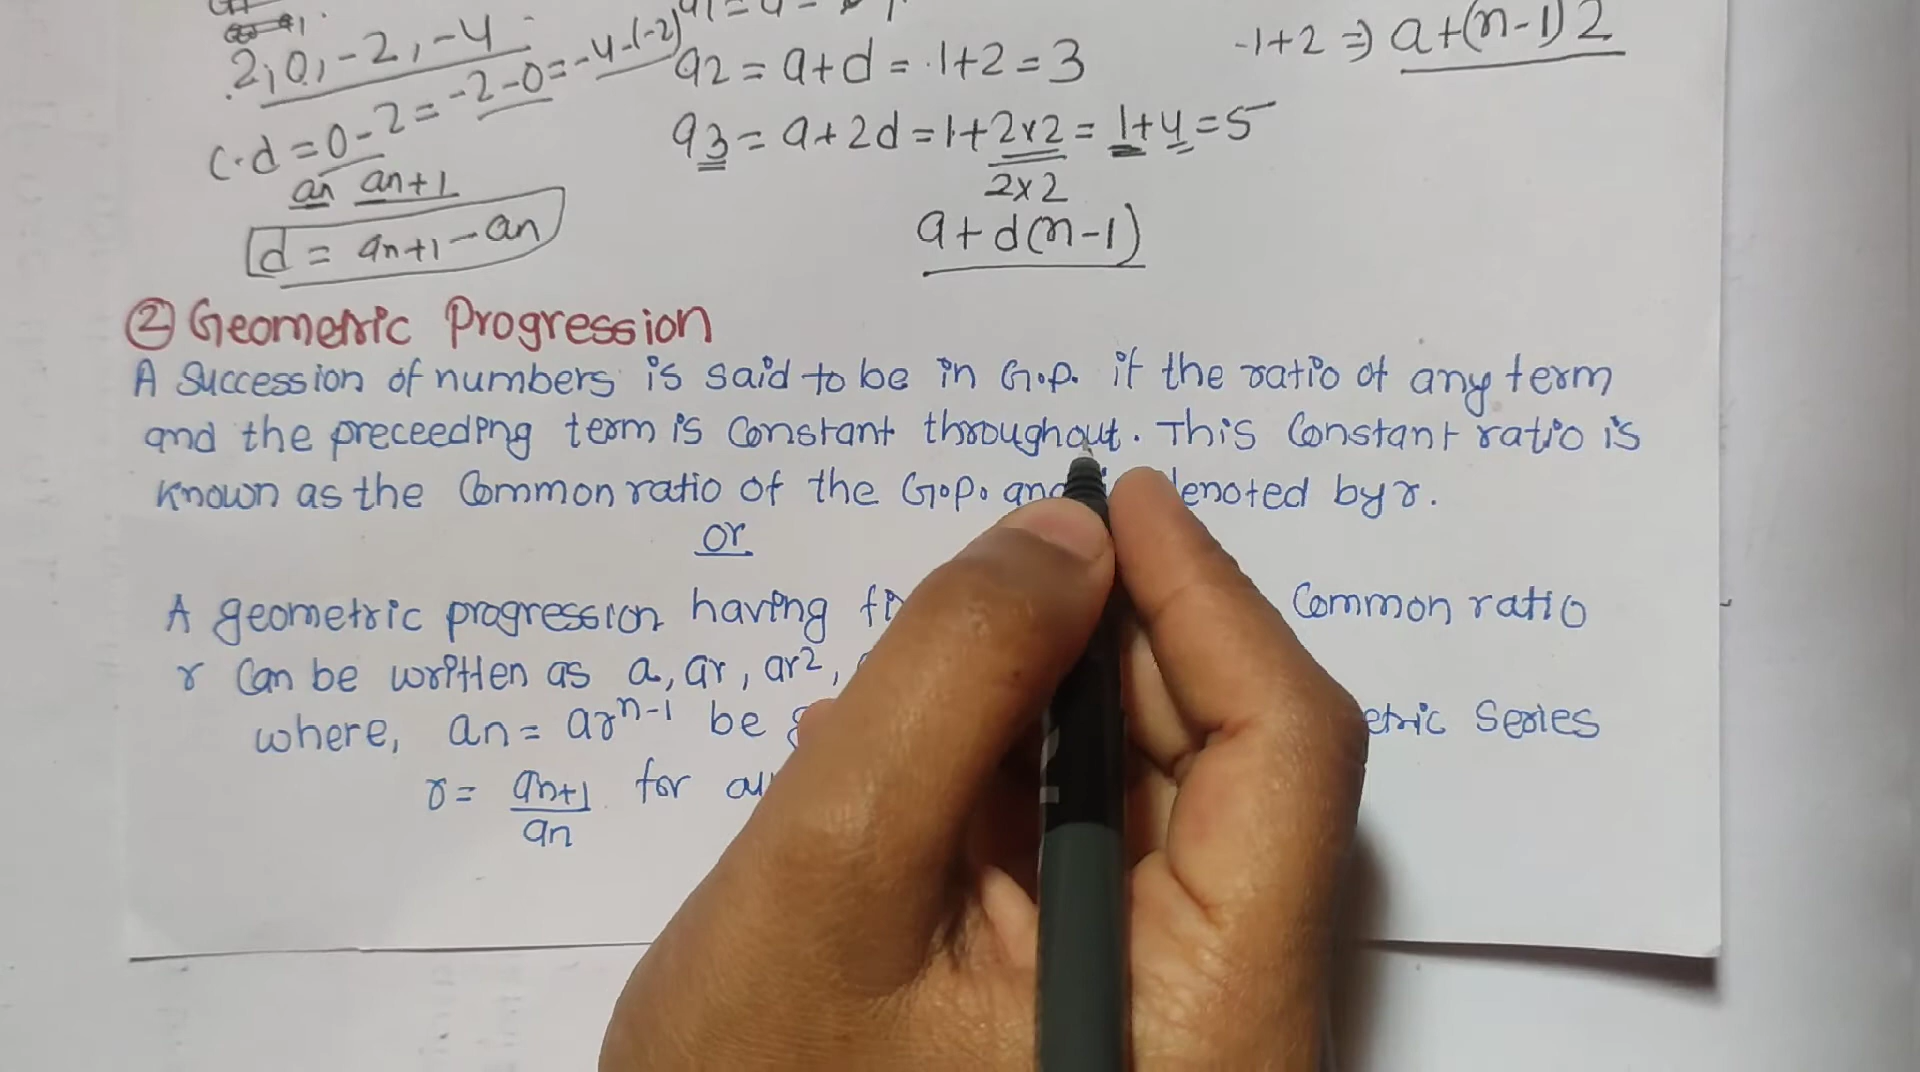 2, 0, -2, -4
c.d = 0-2 = -2-0 = -4-(-2)
an an+1
d = an+1 - an
a2 = a+d = 1+2 = 3
a3 = a+2d = 1+2×2 = 1+4 = 5
2×2
a+d(n-1)
-1+2 ⇒ a+(n-1)2
② Geometric Progression
A Succession of numbers is said to be in G.P. if the ratio of any term
and the preceeding term is Constant throughout. This Constant ratio is
known as the Common ratio of the G.P. and denoted by r.
or
A geometric progression having Common ratio
r Can be written as a, ar, ar²,
where, an = ar^n-1 be Series
r = an+1/an for all